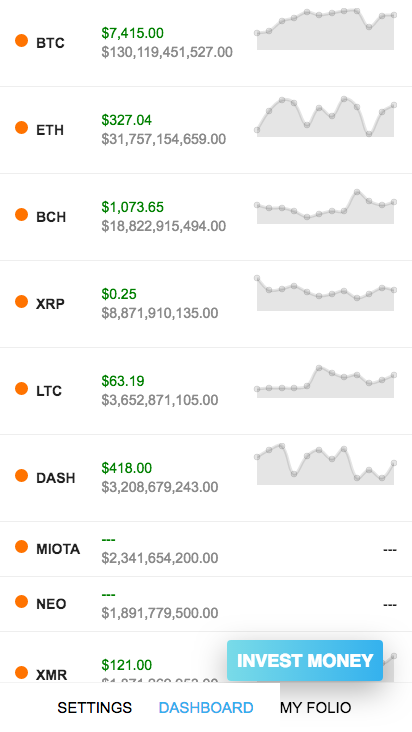 BTC
$7,415.00
$130,119,451,527.00
ETH
$327.04
$31,757,154,659.00
BCH
$1,073.65
$18,822,915,494.00
XRP
$0.25
$8,871,910,135.00
LTC
$63.19
$3,652,871,105.00
DASH
$418.00
$3,208,679,243.00
MIOTA
---
$2,341,654,200.00
---
NEO
---
$1,891,779,500.00
---
XMR
$121.00
INVEST MONEY
SETTINGS DASHBOARD MY FOLIO